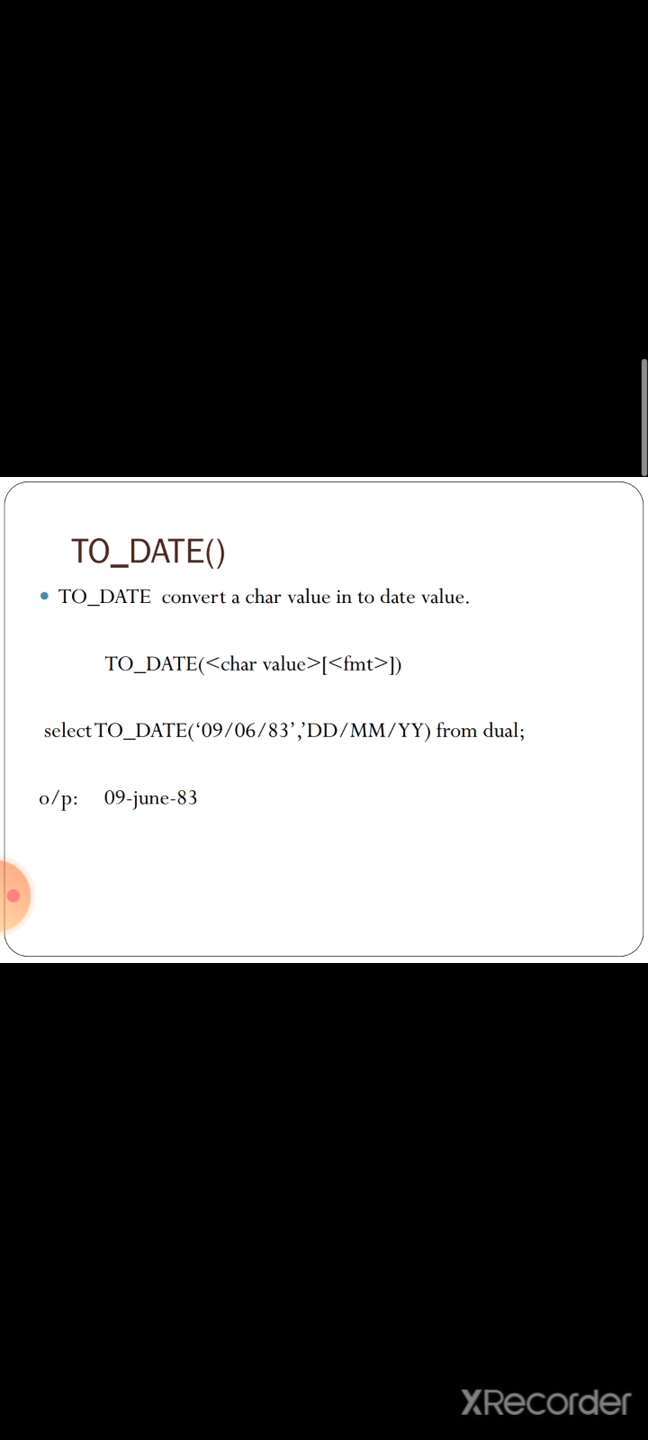 TO_DATE()
• TO_DATE convert a char value in to date value.
TO_DATE(<char value>[<fmt>])
select TO_DATE(‘09/06/83’,’DD/MM/YY) from dual;
o/p: 09-june-83
XRecorder